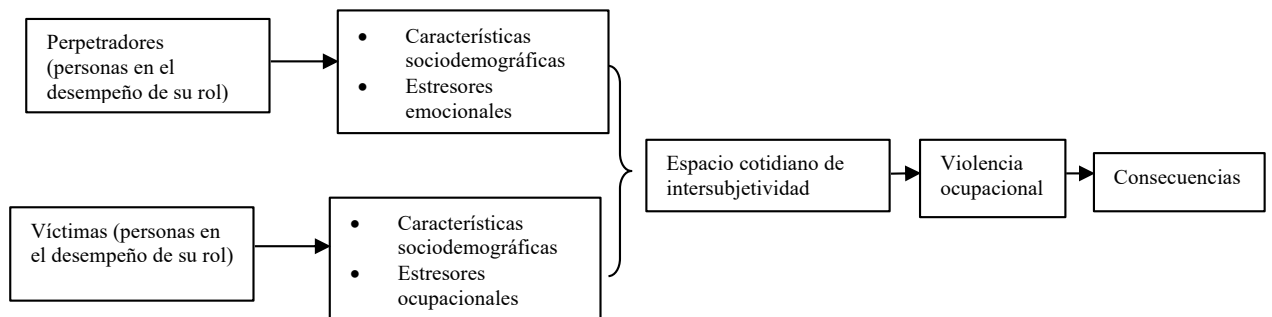 Perpetradores
(personas en el
desempeño de su rol)
• Características
sociodemográficas
• Estresores
emocionales
Víctimas (personas en
el desempeño de su rol)
• Características
sociodemográficas
• Estresores
ocupacionales
Espacio cotidiano de
intersubjetividad
Violencia
ocupacional
Consecuencias